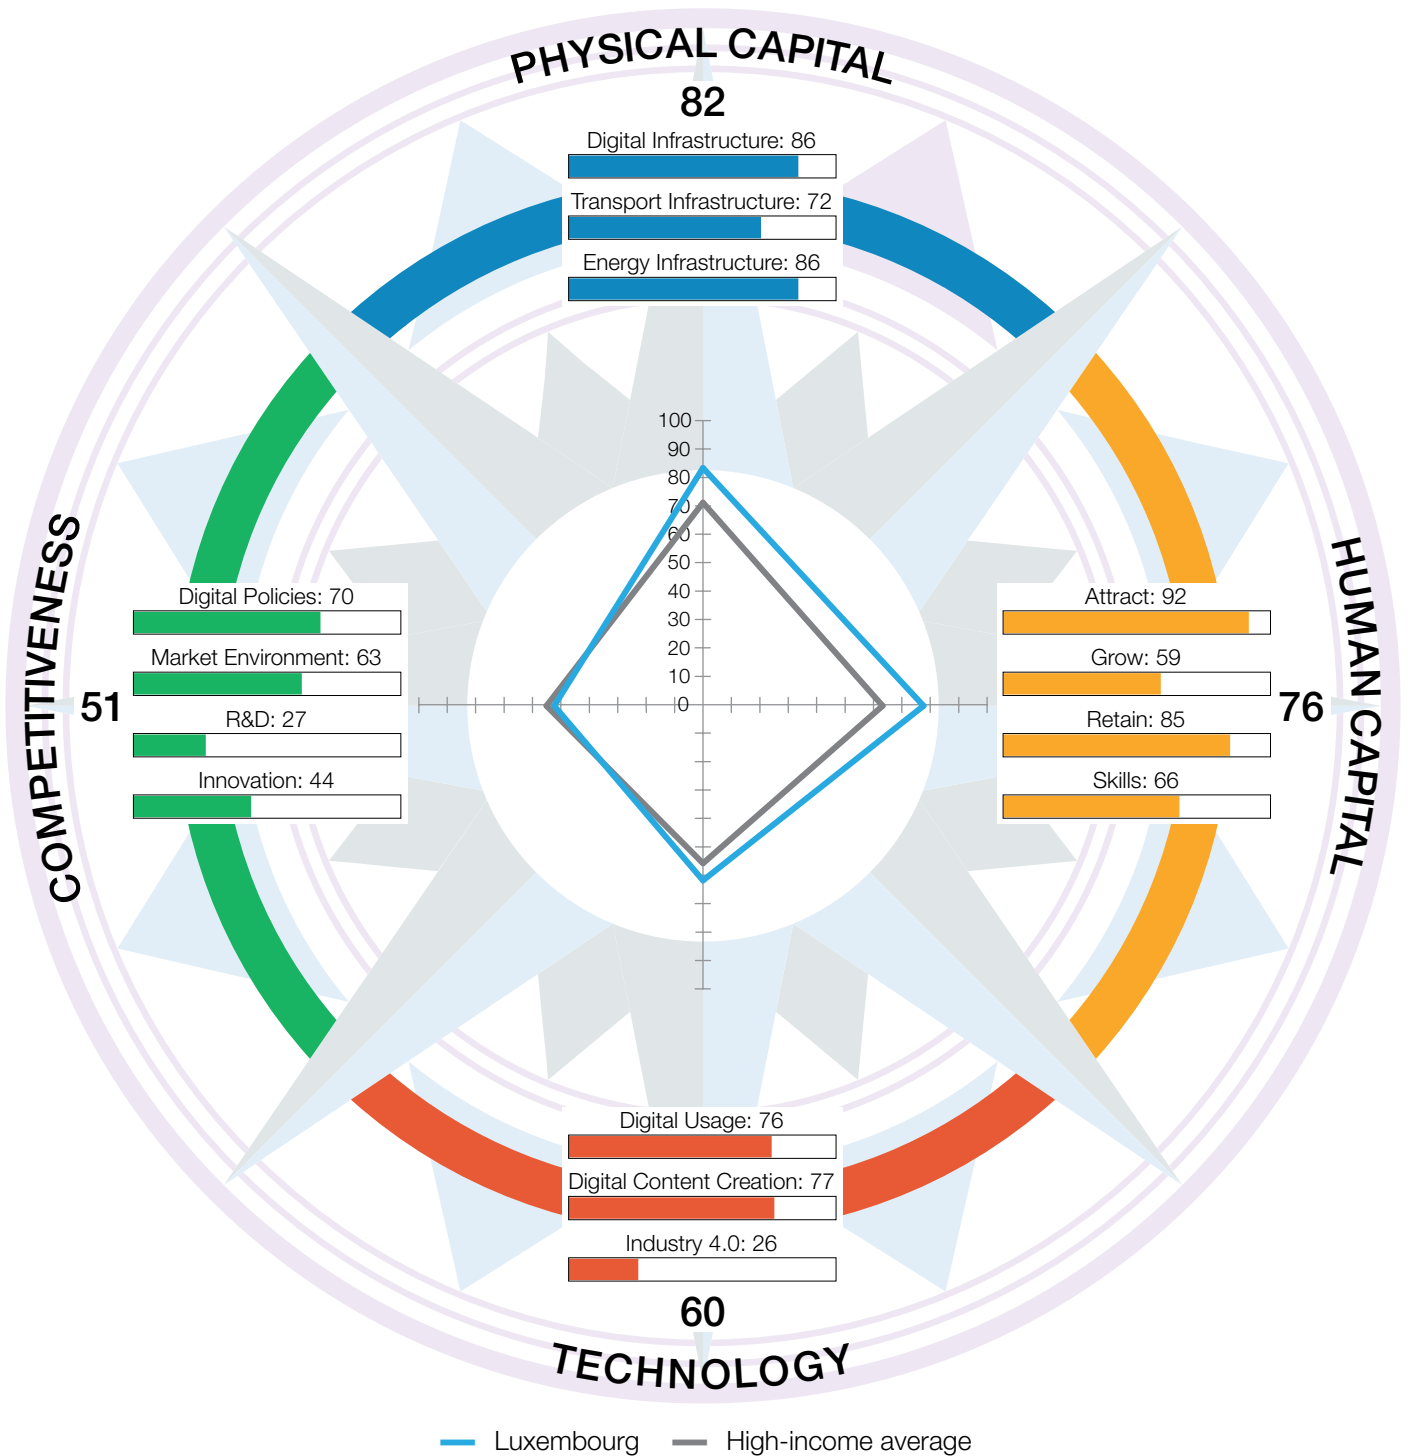 PHYSICAL CAPITAL
82
Digital Infrastructure: 86
Transport Infrastructure: 72
Energy Infrastructure: 86
100
90
80
70
60
50
40
30
20
10
0
COMPETITIVENESS
51
Digital Policies: 70
Market Environment: 63
R&D: 27
Innovation: 44
HUMAN CAPITAL
76
Attract: 92
Grow: 59
Retain: 85
Skills: 66
Digital Usage: 76
Digital Content Creation: 77
Industry 4.0: 26
60
TECHNOLOGY
Luxembourg
High-income average